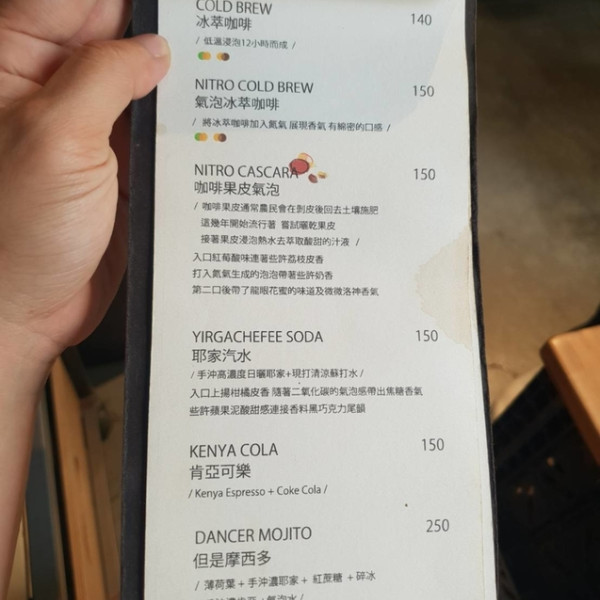 COLD BREW 140
冰萃咖啡
/ 低溫浸泡12小時而成 /
NITRO COLD BREW 150
氣泡冰萃咖啡
/ 將冰萃咖啡加入氮氣 展現香氣 有綿密的口感 /
NITRO CASCARA 150
咖啡果皮氣泡
/ 咖啡果皮通常農民會在剝皮後回去土壤施肥
這幾年開始流行著 嘗試曬乾果皮
接著果皮浸泡熱水去萃取酸甜的汁液 /
入口紅莓酸味連著些許荔枝皮香
打入氮氣生成的泡泡帶著些許奶香
第二口後帶了龍眼花蜜的味道及微微洛神香氣
YIRGACHEFEE SODA 150
耶家汽水
/ 手沖高濃度日曬耶家+現打清涼蘇打水 /
入口上揚柑橘皮香 隨著二氧化碳的氣泡感帶出焦糖香氣
些許蘋果泥酸甜感連接香料黑巧克力尾韻
KENYA COLA 150
肯亞可樂
/ Kenya Espresso + Coke Cola /
DANCER MOJITO 250
但是摩西多
/ 薄荷葉 + 手沖濃耶家 + 紅蔗糖 + 碎冰